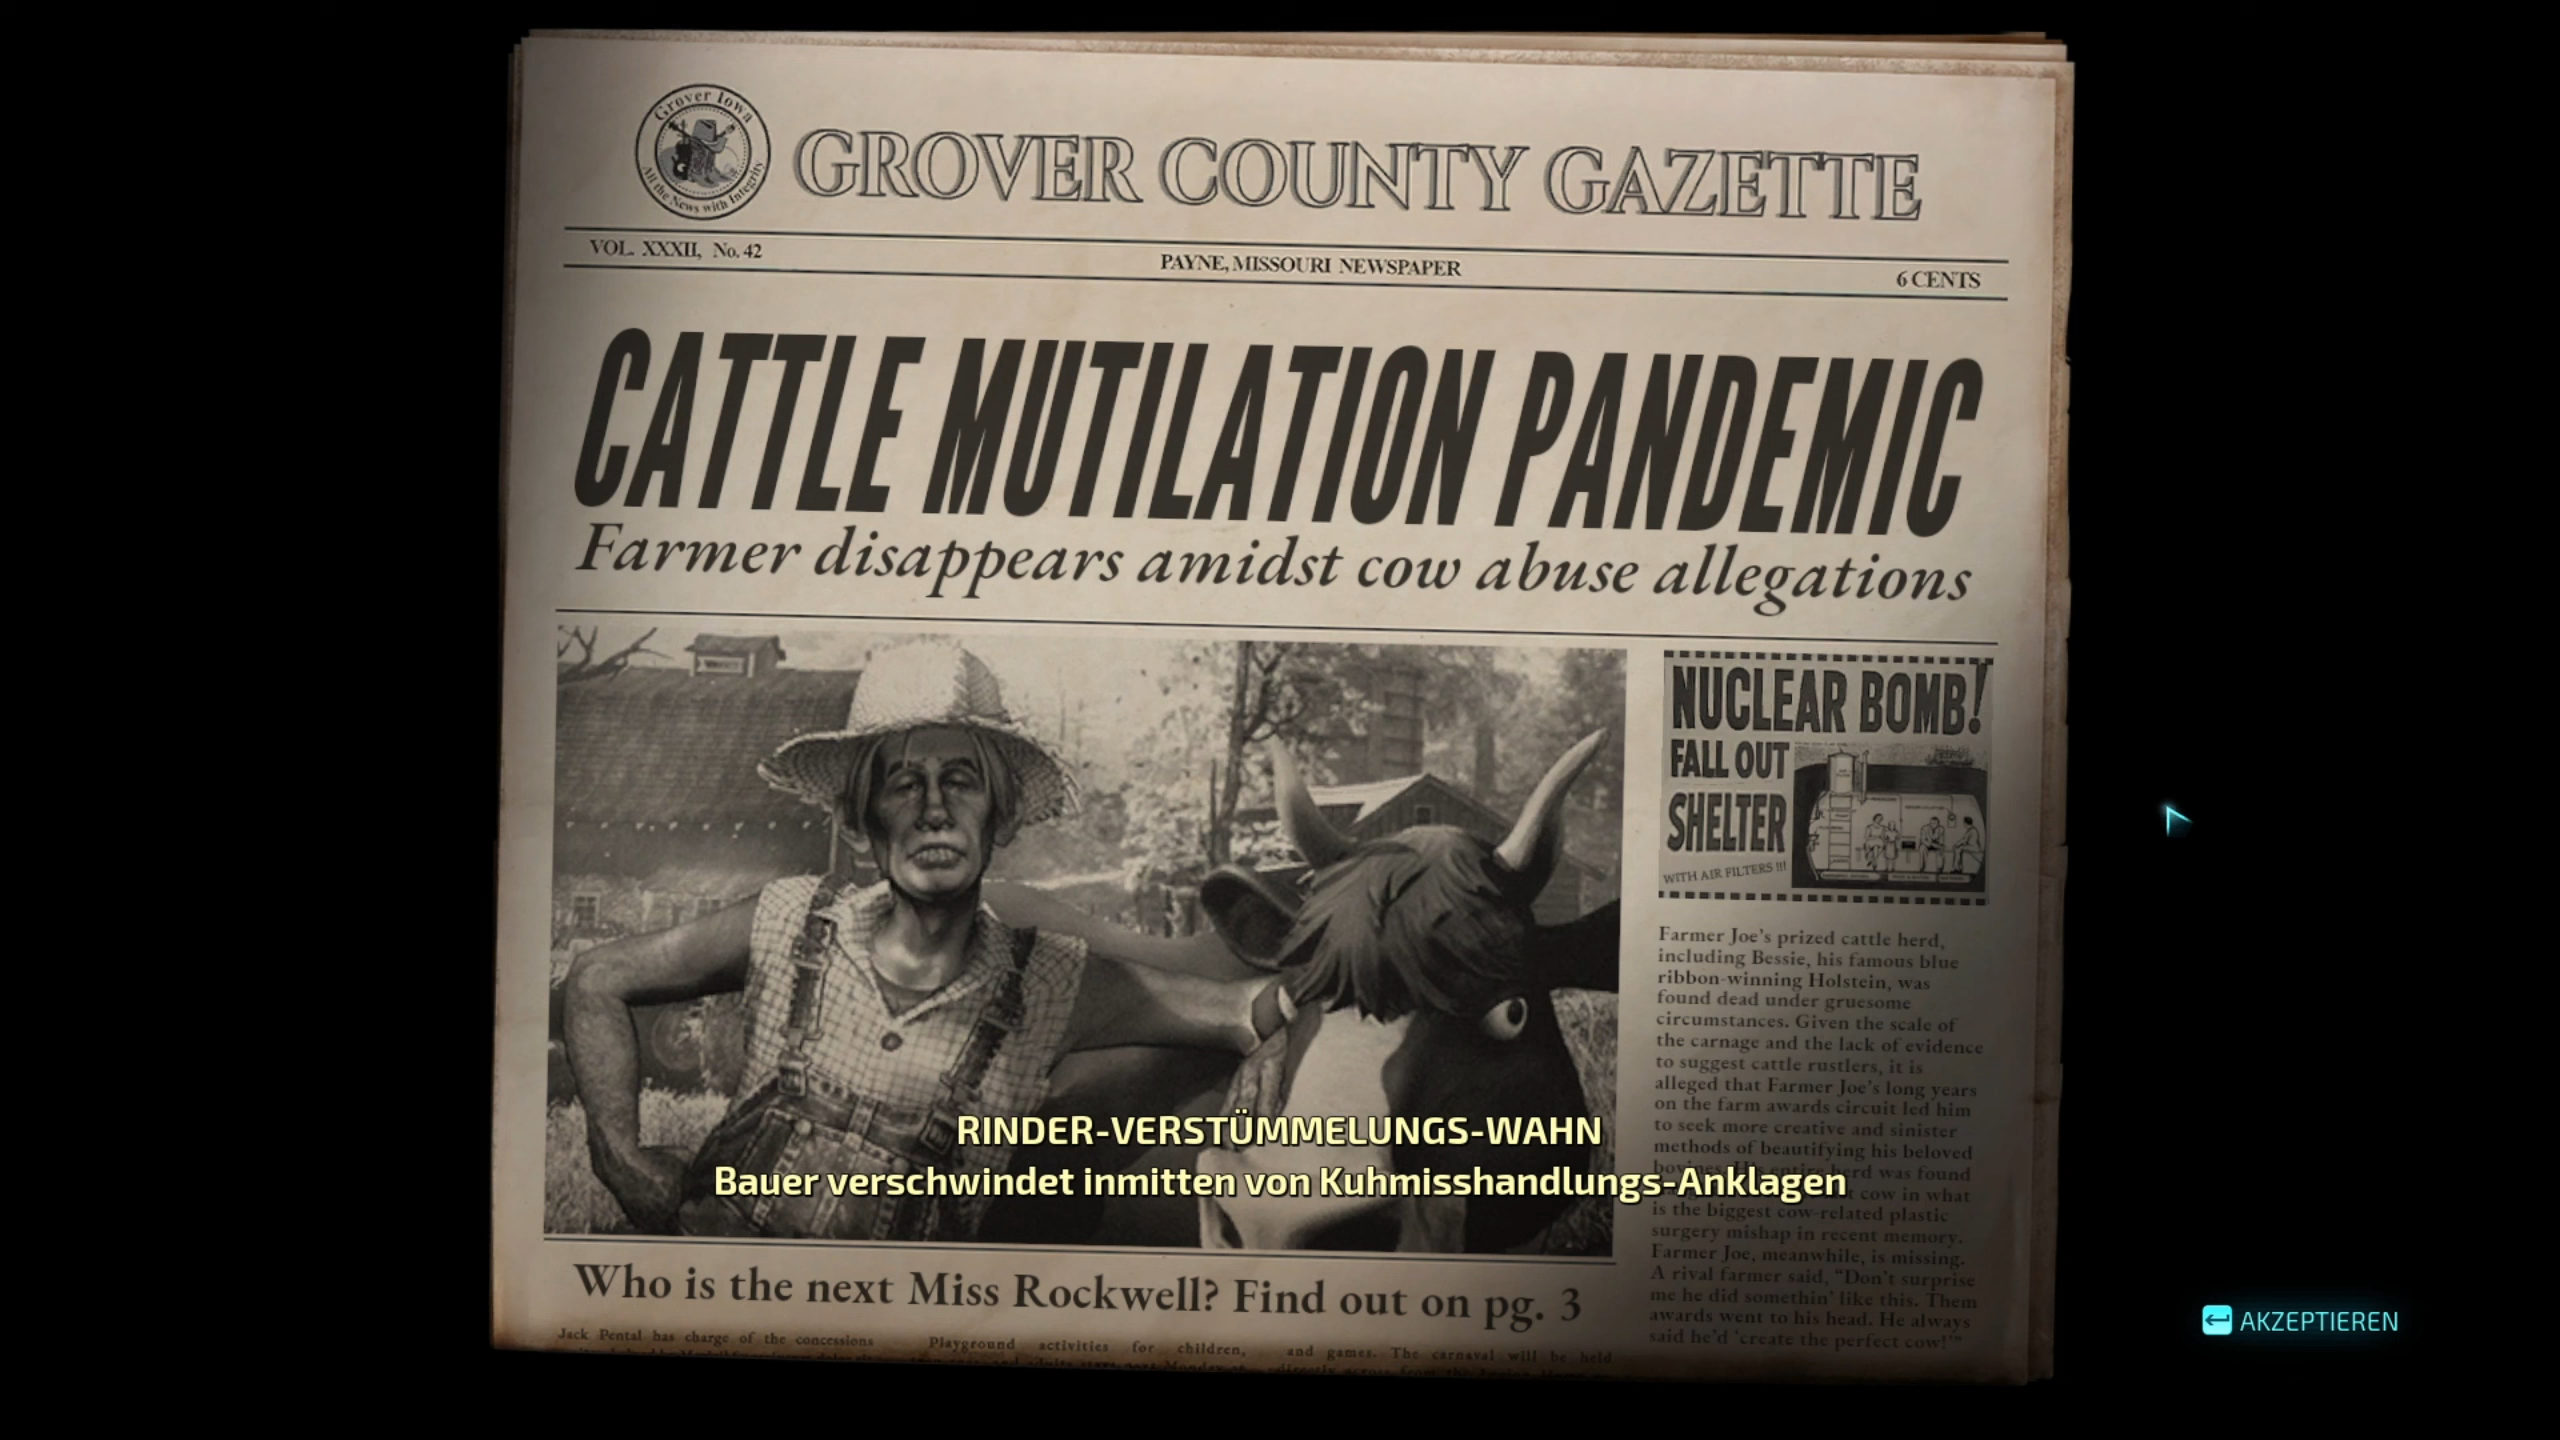 Grover Iowa
All the News with Integrity
GROVER COUNTY GAZETTE
VOL. XXXII, No. 42
PAYNE, MISSOURI NEWSPAPER
6 CENTS
CATTLE MUTILATION PANDEMIC
Farmer disappears amidst cow abuse allegations
NUCLEAR BOMB!
FALL OUT
SHELTER
WITH AIR FILTERS !!!
Farmer Joe's prized cattle herd,
including Bessie, his famous blue
ribbon-winning Holstein, was
found dead under gruesome
circumstances. Given the scale of
the carnage and the lack of evidence
to suggest cattle rustlers, it is
alleged that Farmer Joe's long years
on the farm awards circuit led him
to seek more creative and sinister
methods of beautifying his beloved
bovines. His entire herd was found
cow in what
is the biggest cow-related plastic
surgery mishap in recent memory.
Farmer Joe, meanwhile, is missing.
A rival farmer said, "Don't surprise
me he did somethin' like this. Them
awards went to his head. He always
said he'd 'create the perfect cow!'"
RINDER-VERSTÜMMELUNGS-WAHN
Bauer verschwindet inmitten von Kuhmisshandlungs-Anklagen
Who is the next Miss Rockwell? Find out on pg. 3
Jack Pental has charge of the concessions
Playground activities for children,
and games. The carnaval will be held
AKZEPTIEREN